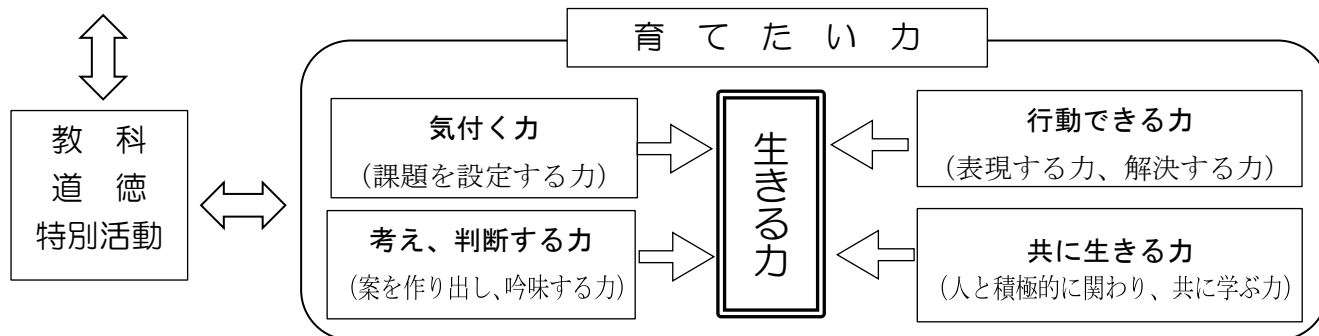 育 て た い 力
教 科
道 徳
特別活動
気付く力
（課題を設定する力）
考え、判断する力
（案を作り出し、吟味する力）
生きる力
行動できる力
（表現する力、解決する力）
共に生きる力
（人と積極的に関わり、共に学ぶ力）